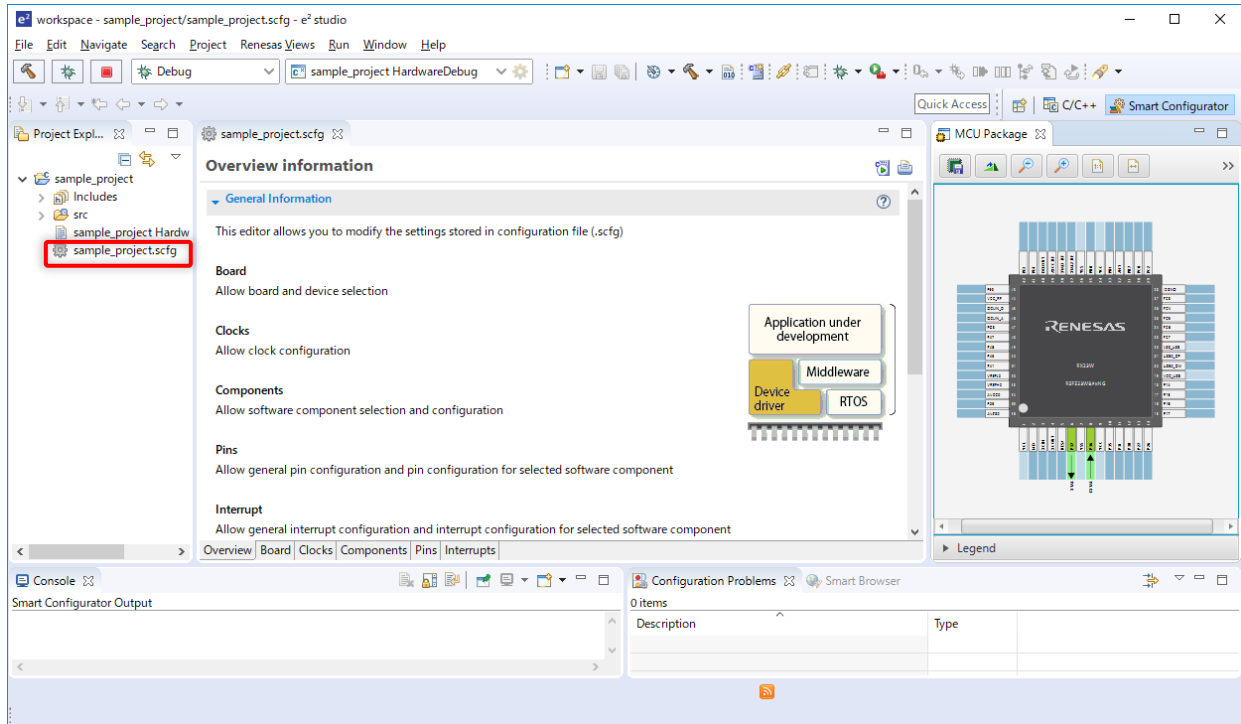 workspace - sample_project/sample_project.scfg - e² studio
File Edit Navigate Search Project Renesas Views Run Window Help
Debug
sample_project HardwareDebug
Quick Access
C/C++
Smart Configurator
Project Expl...
sample_project
Includes
src
sample_project Hardw
sample_project.scfg
sample_project.scfg
Overview information
General Information
This editor allows you to modify the settings stored in configuration file (.scfg)
Board
Allow board and device selection
Clocks
Allow clock configuration
Components
Allow software component selection and configuration
Pins
Allow general pin configuration and pin configuration for selected software component
Interrupt
Allow general interrupt configuration and interrupt configuration for selected software component
Application under
development
Middleware
Device
driver
RTOS
Overview Board Clocks Components Pins Interrupts
MCU Package
RENESAS
Legend
Console
Smart Configurator Output
Configuration Problems
Smart Browser
0 items
Description Type